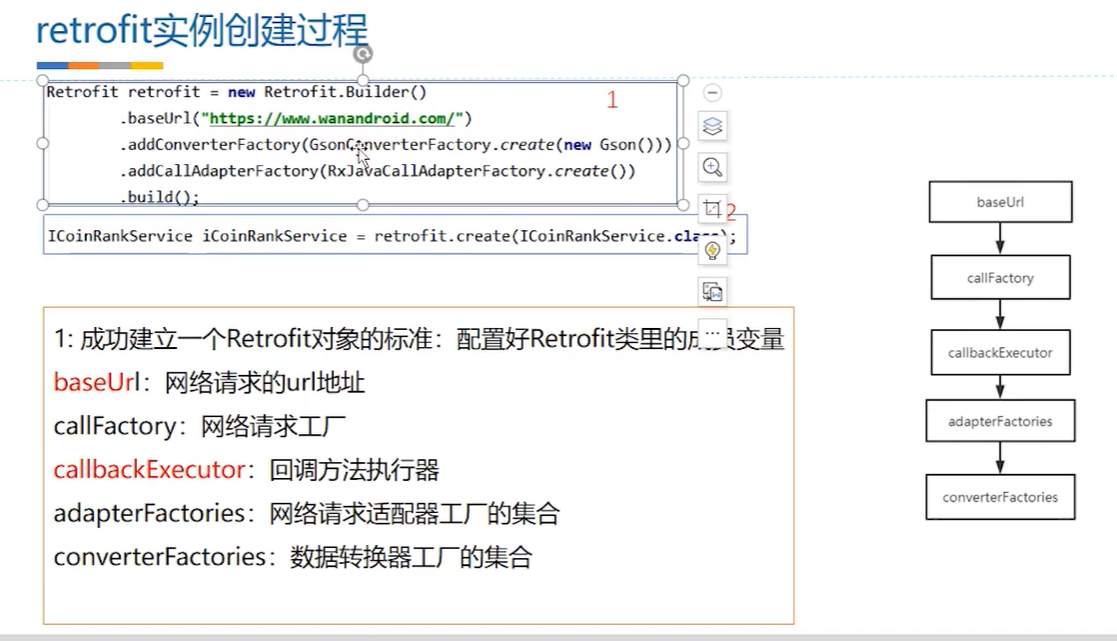 retrofit实例创建过程
Retrofit retrofit = new Retrofit.Builder()
.baseUrl("https://www.wanandroid.com/")
.addConverterFactory(GsonConverterFactory.create(new Gson()))
.addCallAdapterFactory(RxJavaCallAdapterFactory.create())
.build();
1
2
ICoinRankService iCoinRankService = retrofit.create(ICoinRankService.class);
1: 成功建立一个Retrofit对象的标准：配置好Retrofit类里的成员变量
baseUrl：网络请求的url地址
callFactory：网络请求工厂
callbackExecutor：回调方法执行器
adapterFactories：网络请求适配器工厂的集合
converterFactories：数据转换器工厂的集合
baseUrl
callFactory
callbackExecutor
adapterFactories
converterFactories